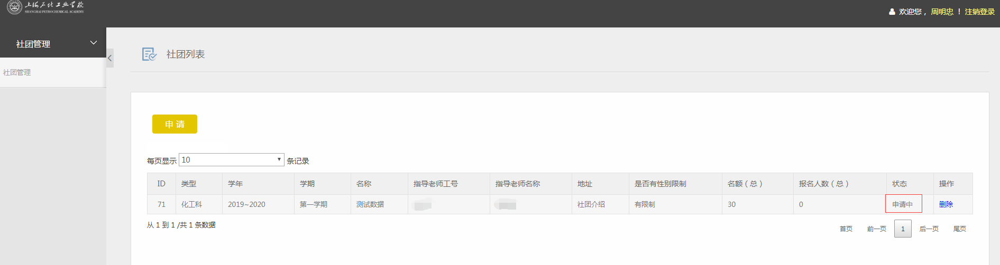 上海石化工业学校
SHANGHAI PETROCHEMICAL ACADEMY
欢迎您，周明忠！注销登录
社团管理
社团管理
社团列表
申 请
每页显示 10 条记录
ID 类型 学年 学期 名称 指导老师工号 指导老师名称 地址 是否有性别限制 名额（总） 报名人数（总） 状态 操作
71 化工科 2019~2020 第一学期 测试数据 社团介绍 有限制 30 0 申请中 删除
从 1 到 1 /共 1 条数据
首页 前一页 1 后一页 尾页